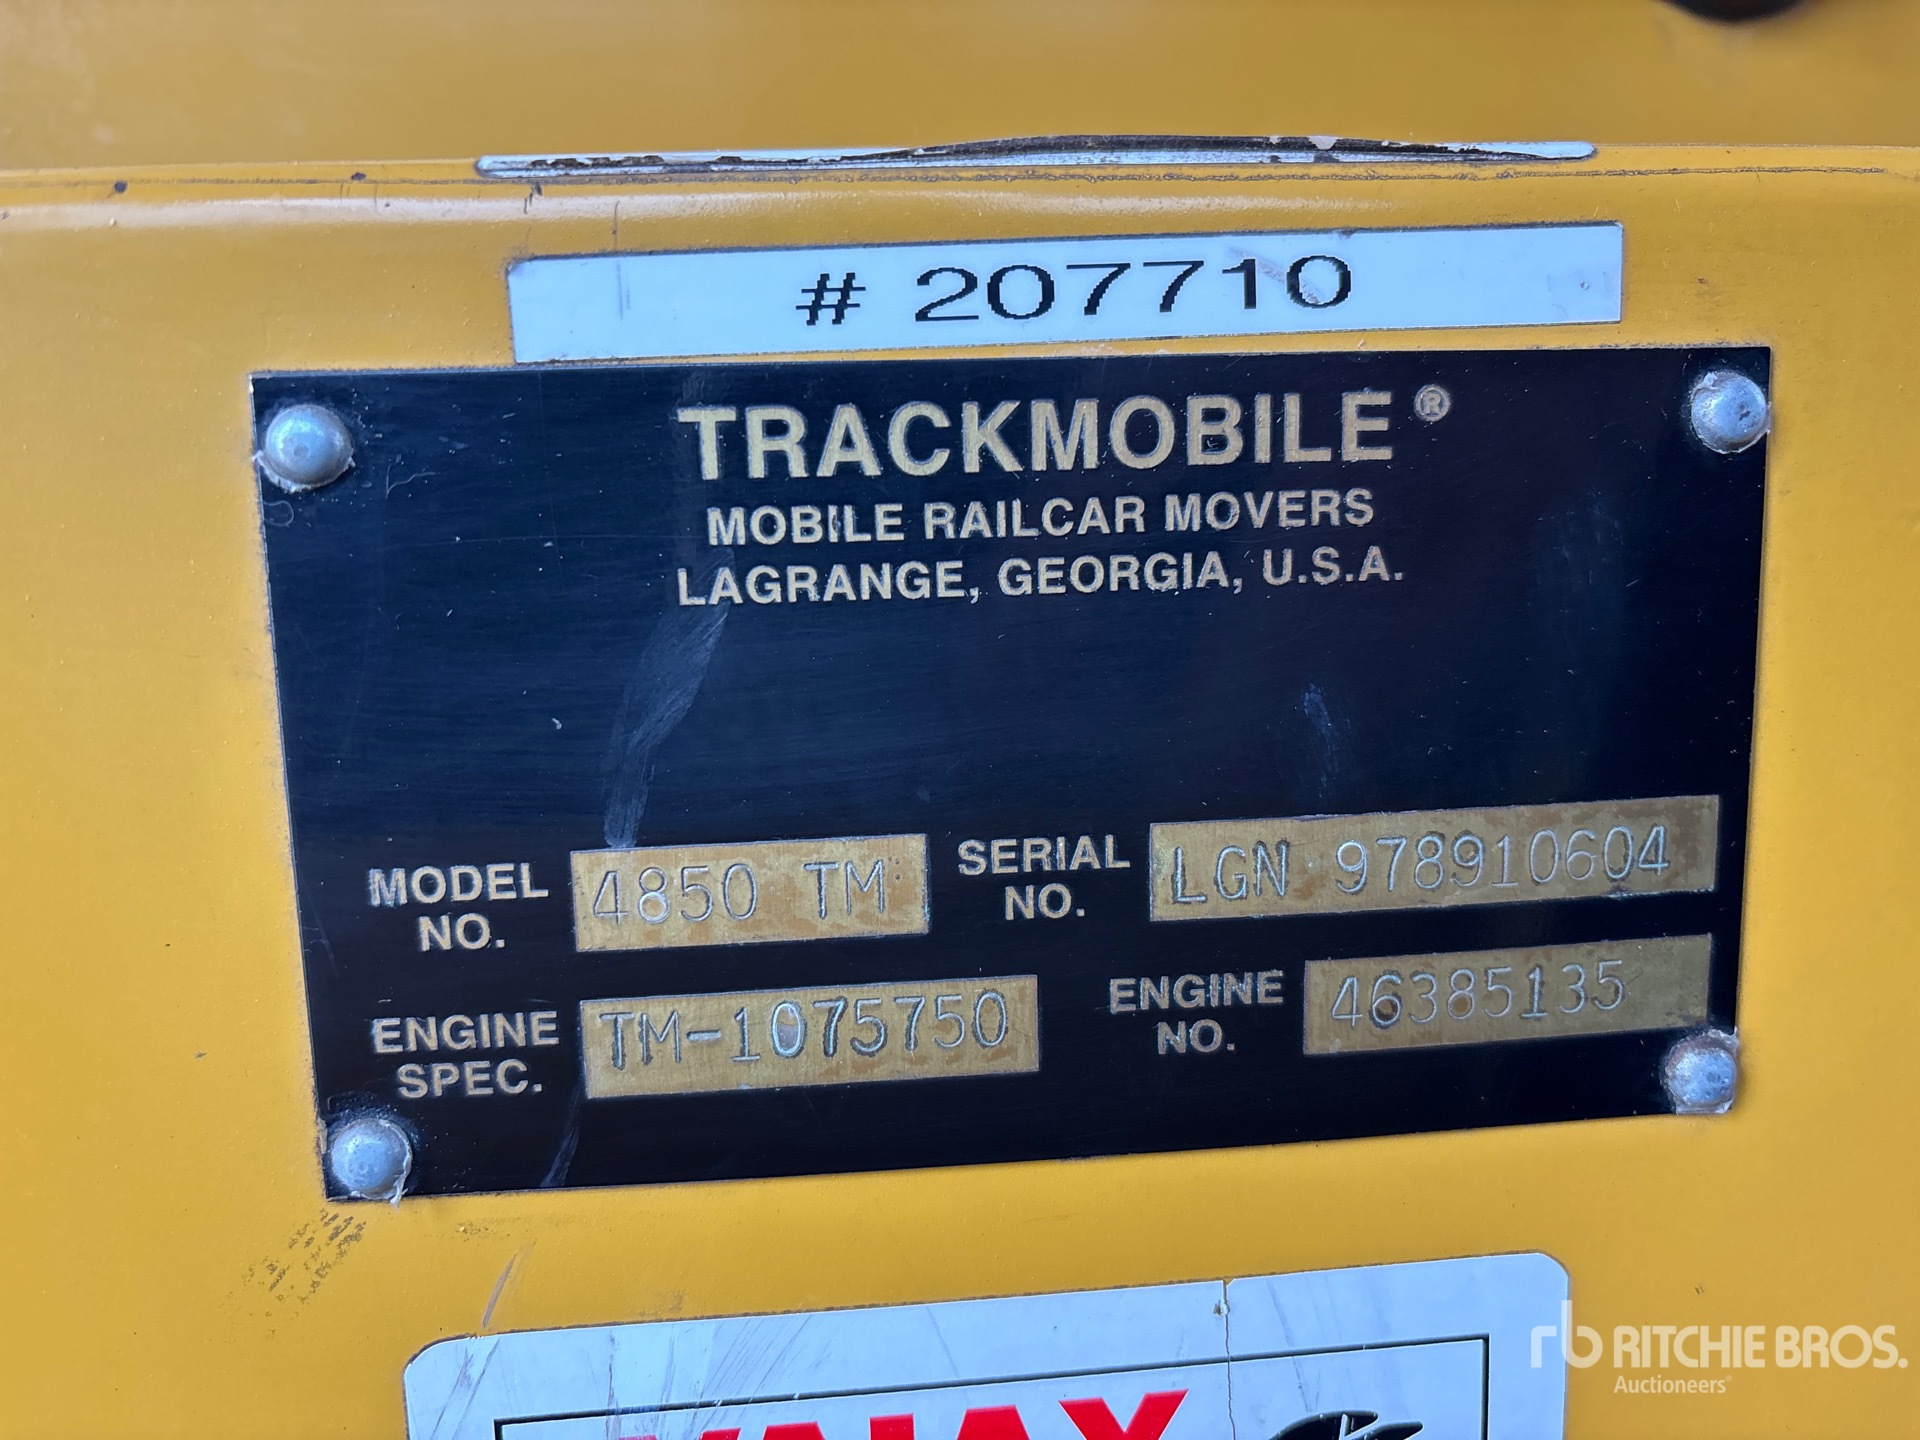 # 207710
TRACKMOBILE®
MOBILE RAILCAR MOVERS
LAGRANGE, GEORGIA, U.S.A.
MODEL NO. 4850 TM
SERIAL NO. LGN 978910604
ENGINE SPEC. TM-1075750
ENGINE NO. 46385135
rb RITCHIE BROS.
Auctioneers